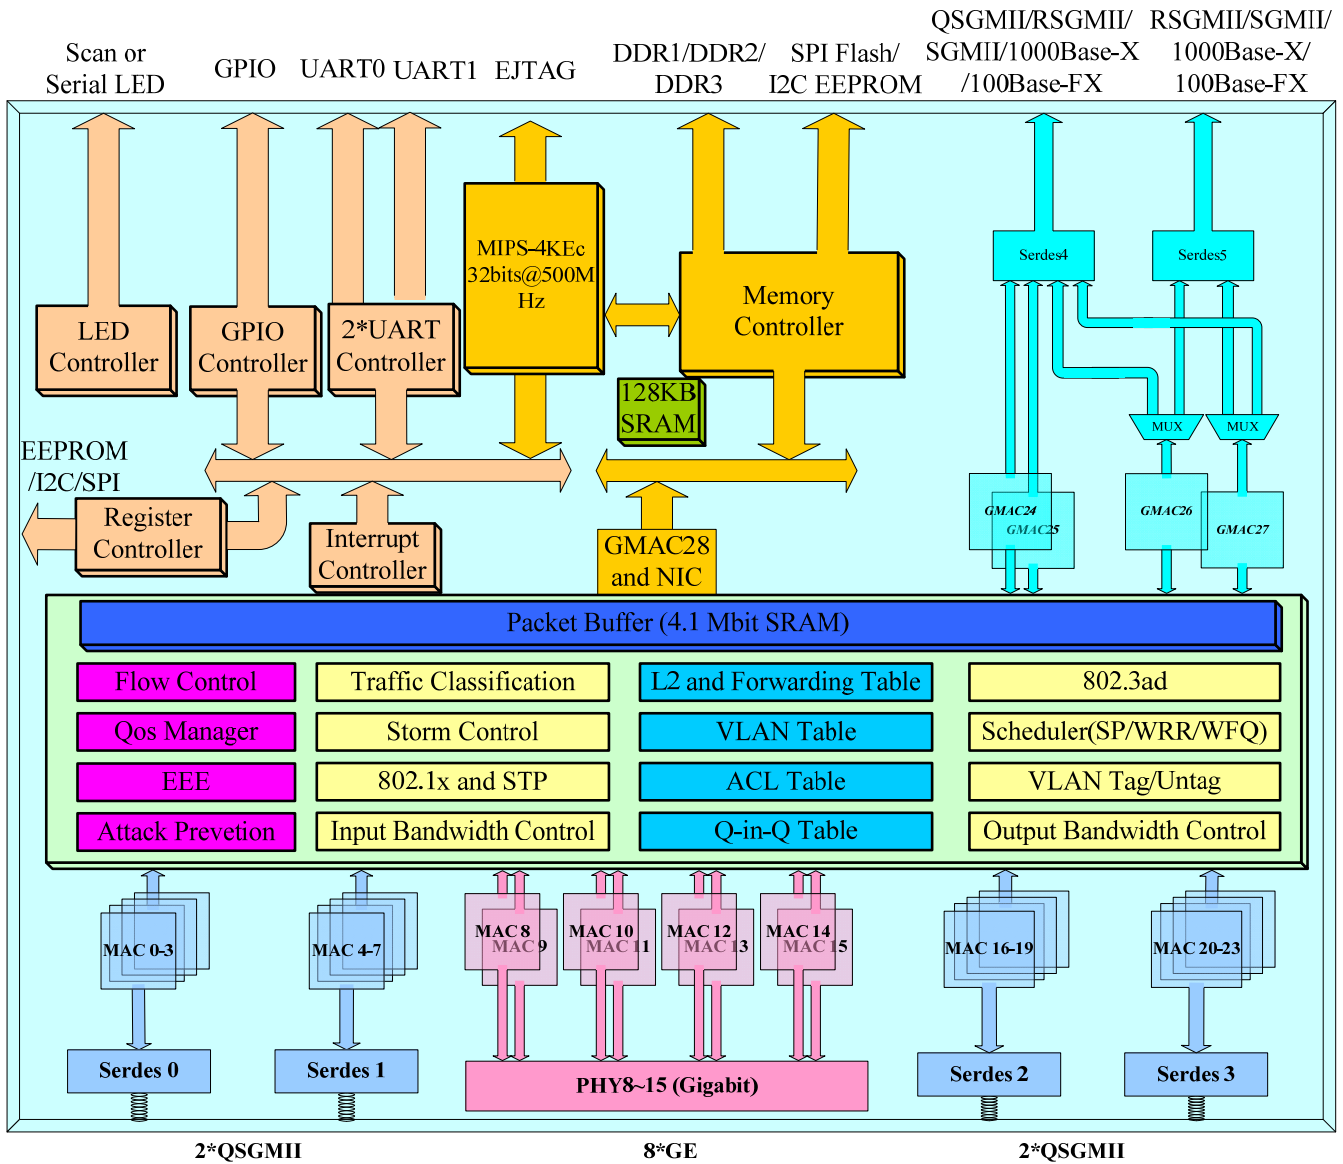 Scan or
Serial LED
GPIO
UART0
UART1
EJTAG
DDR1/DDR2/
DDR3
SPI Flash/
I2C EEPROM
QSGMII/RSGMII/
SGMII/1000Base-X
/100Base-FX
RSGMII/SGMII/
1000Base-X/
100Base-FX
LED
Controller
GPIO
Controller
2*UART
Controller
MIPS-4KEc
32bits@500M
Hz
Memory
Controller
128KB
SRAM
Serdes4
Serdes5
MUX
MUX
EEPROM
/I2C/SPI
Register
Controller
Interrupt
Controller
GMAC28
and NIC
GMAC24
GMAC25
GMAC26
GMAC27
Packet Buffer (4.1 Mbit SRAM)
Flow Control
Traffic Classification
L2 and Forwarding Table
802.3ad
Qos Manager
Storm Control
VLAN Table
Scheduler(SP/WRR/WFQ)
EEE
802.1x and STP
ACL Table
VLAN Tag/Untag
Attack Prevetion
Input Bandwidth Control
Q-in-Q Table
Output Bandwidth Control
MAC 0-3
MAC 4-7
MAC 8
MAC 9
MAC 10
MAC 11
MAC 12
MAC 13
MAC 14
MAC 15
MAC 16-19
MAC 20-23
Serdes 0
Serdes 1
PHY8~15 (Gigabit)
Serdes 2
Serdes 3
2*QSGMII
8*GE
2*QSGMII